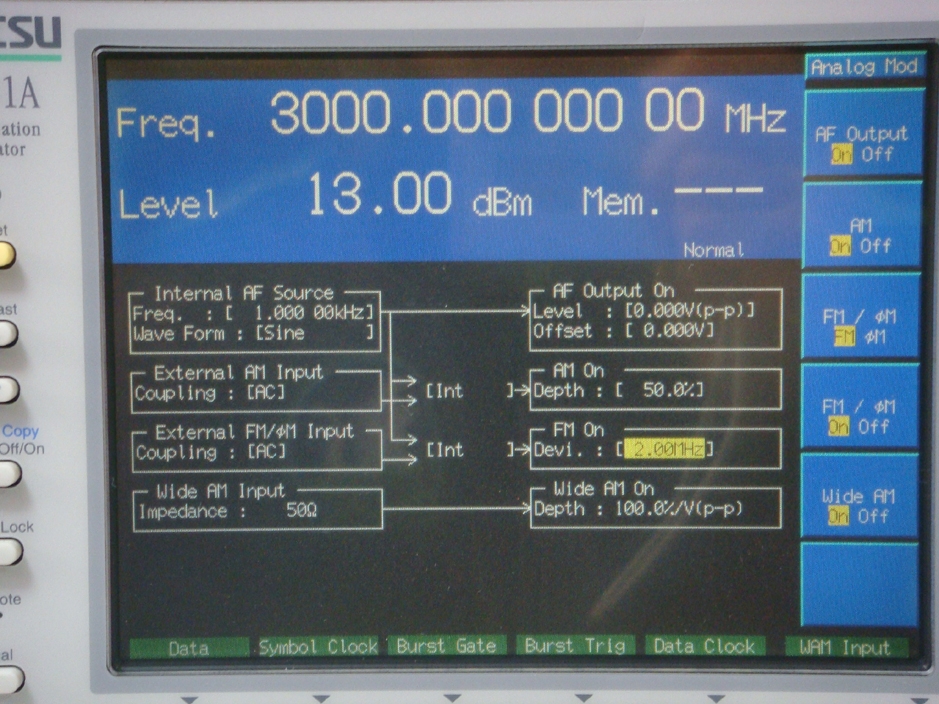 TSU
1A
ation
ator
et
ast
Copy
Off/On
Lock
ote
al
Freq. 3000.000 000 00 MHz
Level 13.00 dBm Mem. ---
Normal
Internal AF Source
Freq. : [ 1.000 00kHz]
Wave Form : [Sine ]
External AM Input
Coupling : [AC]
External FM/φM Input
Coupling : [AC]
Wide AM Input
Impedance : 50Ω
[Int ]
[Int ]
AF Output On
Level : [0.000V(p-p)]
Offset : [ 0.000V]
AM On
Depth : [ 50.0%]
FM On
Devi. : [ 2.00MHz]
Wide AM On
Depth : 100.0%/V(p-p)
Analog Mod
AF Output
On Off
AM
On Off
FM / φM
FM φM
FM / φM
On Off
Wide AM
On Off
Data Symbol Clock Burst Gate Burst Trig Data Clock WAM Input